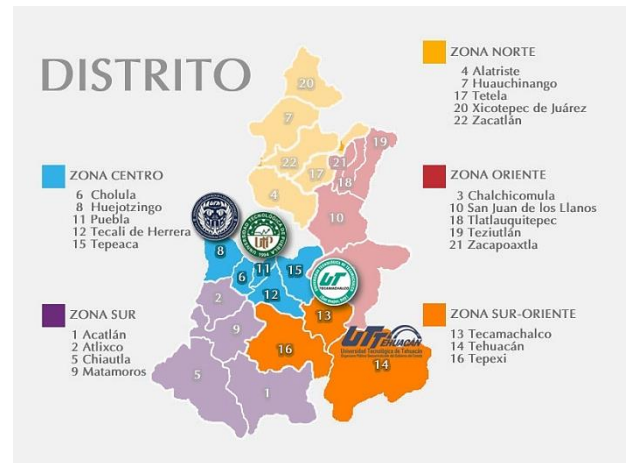 DISTRITO
ZONA NORTE
4 Alatriste
7 Huauchinango
17 Tetela
20 Xicotepec de Juárez
22 Zacatlán
ZONA CENTRO
6 Cholula
8 Huejotzingo
11 Puebla
12 Tecali de Herrera
15 Tepeaca
ZONA ORIENTE
3 Chalchicomula
10 San Juan de los Llanos
18 Tlatlauquitepec
19 Teziutlán
21 Zacapoaxtla
ZONA SUR
1 Acatlán
2 Atlixco
5 Chiautla
9 Matamoros
ZONA SUR-ORIENTE
13 Tecamachalco
14 Tehuacán
16 Tepexi
20
7
19
22
21
17
18
4
10
8
6
11
15
12
2
13
9
16
14
5
1
UTP
1994
UT
TECAMACHALCO
UTTEHUACÁN
Universidad Tecnológica de Tehuacán